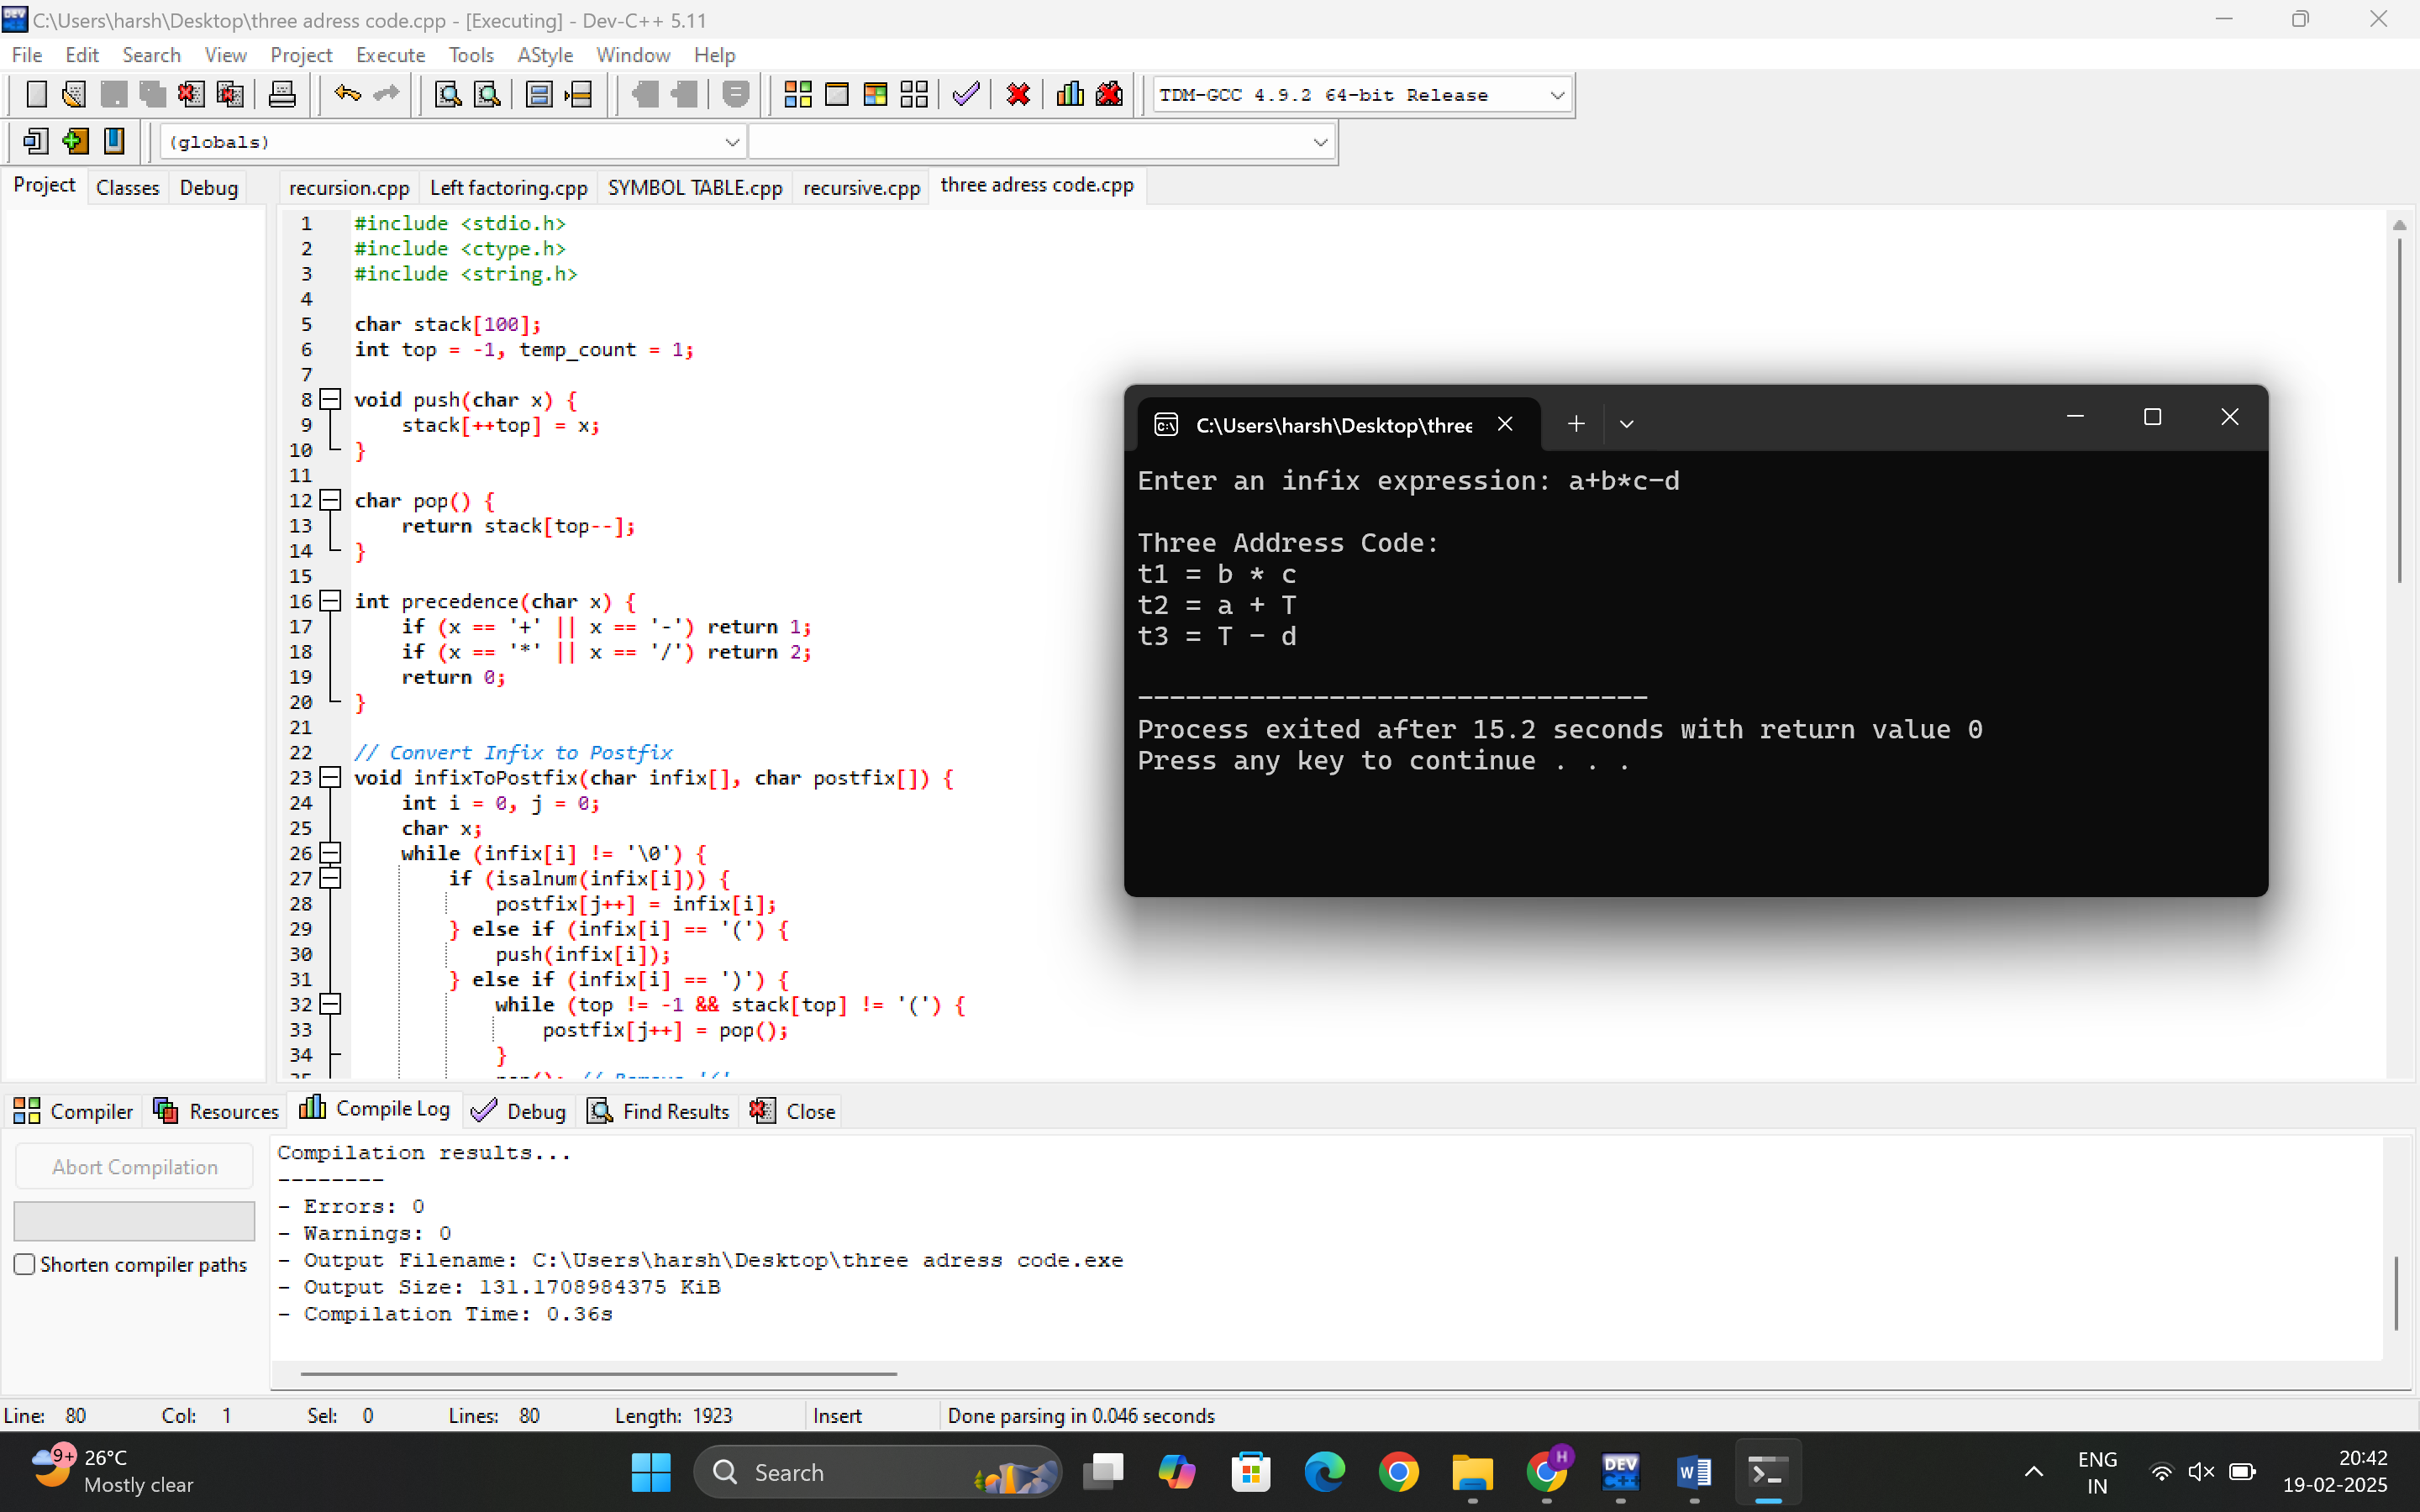 C:\Users\harsh\Desktop\three adress code.cpp - [Executing] - Dev-C++ 5.11
File Edit Search View Project Execute Tools AStyle Window Help
TDM-GCC 4.9.2 64-bit Release
(globals)
Project Classes Debug
recursion.cpp Left factoring.cpp SYMBOL TABLE.cpp recursive.cpp three adress code.cpp
1 #include <stdio.h>
2 #include <ctype.h>
3 #include <string.h>
4
5 char stack[100];
6 int top = -1, temp_count = 1;
7
8 void push(char x) {
9 stack[++top] = x;
10 }
11
12 char pop() {
13 return stack[top--];
14 }
15
16 int precedence(char x) {
17 if (x == '+' || x == '-') return 1;
18 if (x == '*' || x == '/') return 2;
19 return 0;
20 }
21
22 // Convert Infix to Postfix
23 void infixToPostfix(char infix[], char postfix[]) {
24 int i = 0, j = 0;
25 char x;
26 while (infix[i] != '\0') {
27 if (isalnum(infix[i])) {
28 postfix[j++] = infix[i];
29 } else if (infix[i] == '(') {
30 push(infix[i]);
31 } else if (infix[i] == ')') {
32 while (top != -1 && stack[top] != '(') {
33 postfix[j++] = pop();
34 }
C:\Users\harsh\Desktop\three
Enter an infix expression: a+b*c-d
Three Address Code:
t1 = b * c
t2 = a + T
t3 = T - d
--------------------------------
Process exited after 15.2 seconds with return value 0
Press any key to continue . . .
Compiler Resources Compile Log Debug Find Results Close
Abort Compilation
Shorten compiler paths
Compilation results...
--------
- Errors: 0
- Warnings: 0
- Output Filename: C:\Users\harsh\Desktop\three adress code.exe
- Output Size: 131.1708984375 KiB
- Compilation Time: 0.36s
Line: 80 Col: 1 Sel: 0 Lines: 80 Length: 1923 Insert Done parsing in 0.046 seconds
9+
26°C
Mostly clear
Search
H
DEV
C++
W
ENG
IN
20:42
19-02-2025